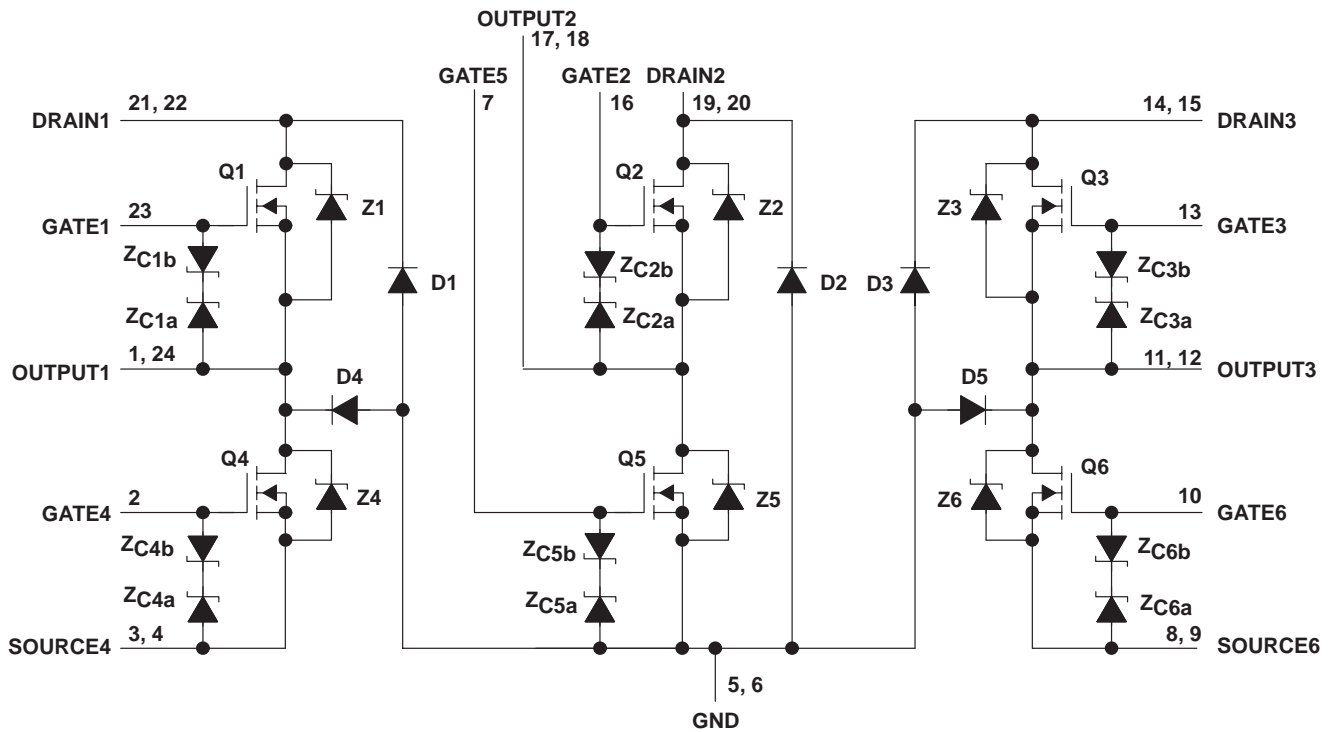 OUTPUT2
17, 18
GATE5
GATE2
DRAIN2
21, 22
7
16
19, 20
14, 15
DRAIN1
DRAIN3
Q1
Q2
Q3
Z1
Z2
Z3
23
13
GATE1
GATE3
ZC1b
ZC2b
ZC3b
D1
D2
D3
ZC1a
ZC2a
ZC3a
1, 24
11, 12
OUTPUT1
OUTPUT3
D4
D5
Q4
Q5
Q6
2
Z4
Z5
Z6
10
GATE4
GATE6
ZC4b
ZC5b
ZC6b
ZC4a
ZC5a
ZC6a
3, 4
8, 9
SOURCE4
SOURCE6
5, 6
GND